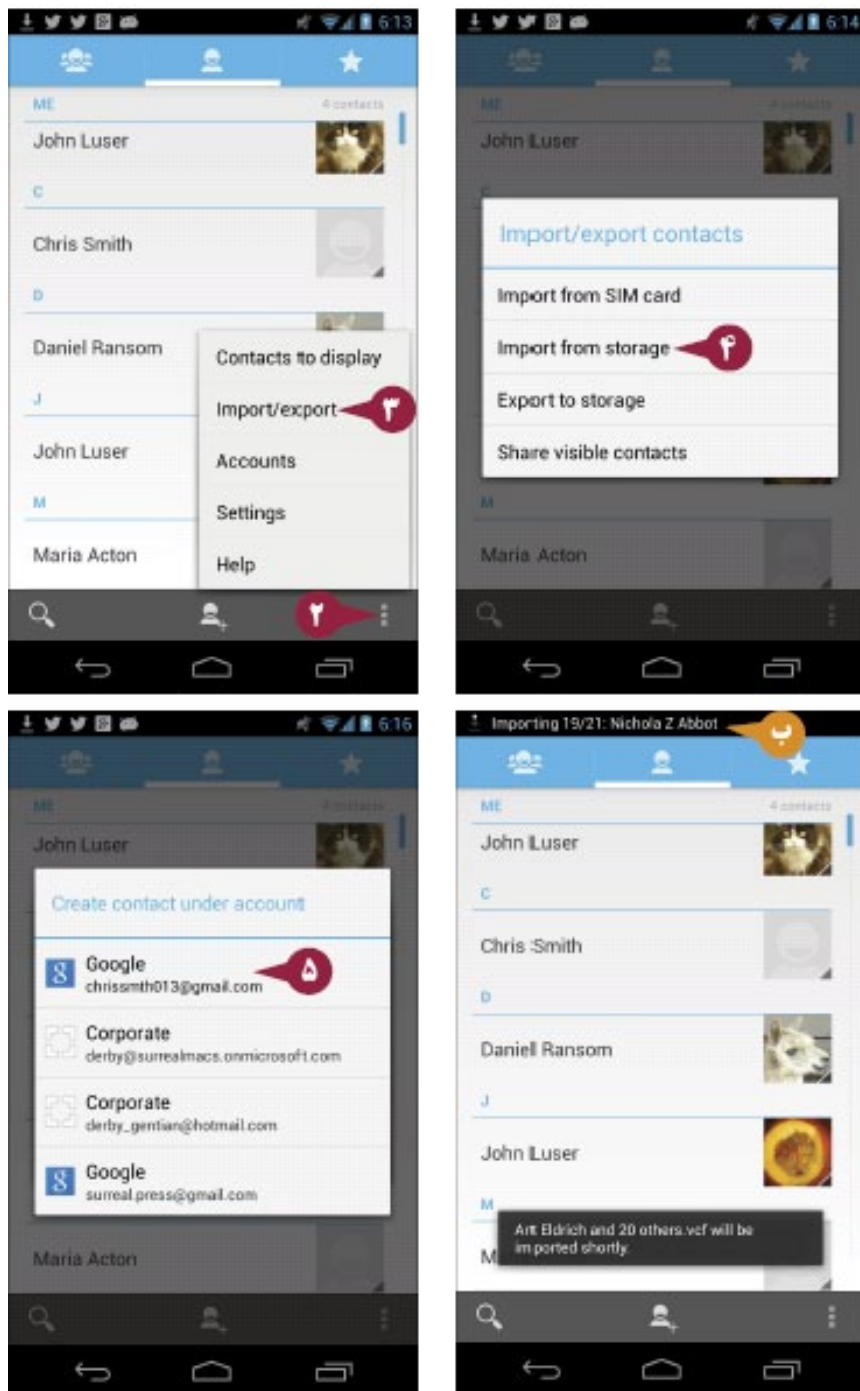 6:13
ME 4 contacts
John Luser
C
Chris Smith
D
Daniel Ransom
J
John Luser
M
Maria Acton
Contacts to display
Import/export
۳
Accounts
Settings
Help
۲
6:14
ME 4 contacts
John Luser
Import/export contacts
Import from SIM card
Import from storage
۴
Export to storage
Share visible contacts
M
Maria Acton
6:16
ME 4 contacts
John Luser
Create contact under account
Google
chrissmth013@gmail.com
۵
Corporate
derby@surrealmacs.onmicrosoft.com
Corporate
derby_gentian@hotmail.com
Google
surreal.press@gmail.com
Maria Acton
Importing 19/21: Nichola Z Abbot
ب
ME 4 contacts
John Luser
C
Chris Smith
D
Daniel Ransom
J
John Luser
M
Art Eldrich and 20 others.vcf will be
imported shortly.